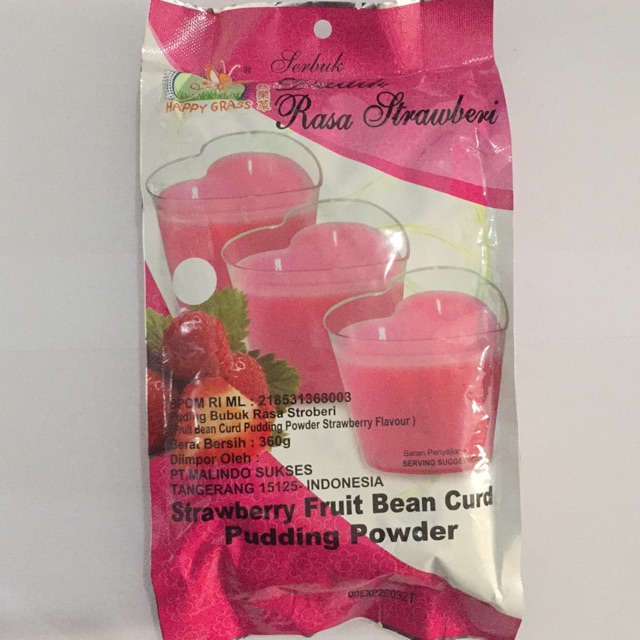 Serbuk
Rasa Strawberi
®
HAPPY GRASS
BPOM RI ML : 218531368003
Puding Bubuk Rasa Stroberi
(Fruit Bean Curd Pudding Powder Strawberry Flavour )
Berat Bersih : 360g
Diimpor Oleh :
PT.MALINDO SUKSES
TANGERANG 15125- INDONESIA
Saran Penyajian
SERVING SUGGES
Strawberry Fruit Bean Curd
Pudding Powder